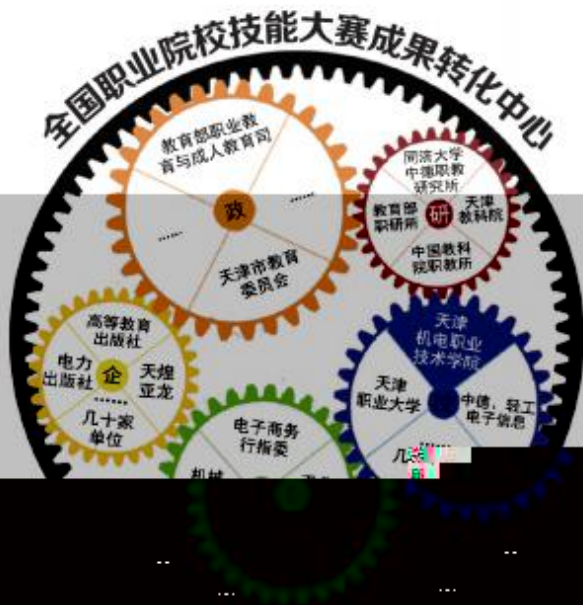 全国职业院校技能大赛成果转化中心
教育部职业教
育与成人教育司
......
......
政
天津市教育
委员会
同济大学
中德职教
研究所
教育部
职研所
研
天津
教科院
中国教科
院职教所
高等教育
出版社
电力
出版社
企
天煌
亚龙
......
几十家
单位
天津
机电职业
技术学院
天津
职业大学
中德、轻工
电子信息
......
电子商务
行指委
机械